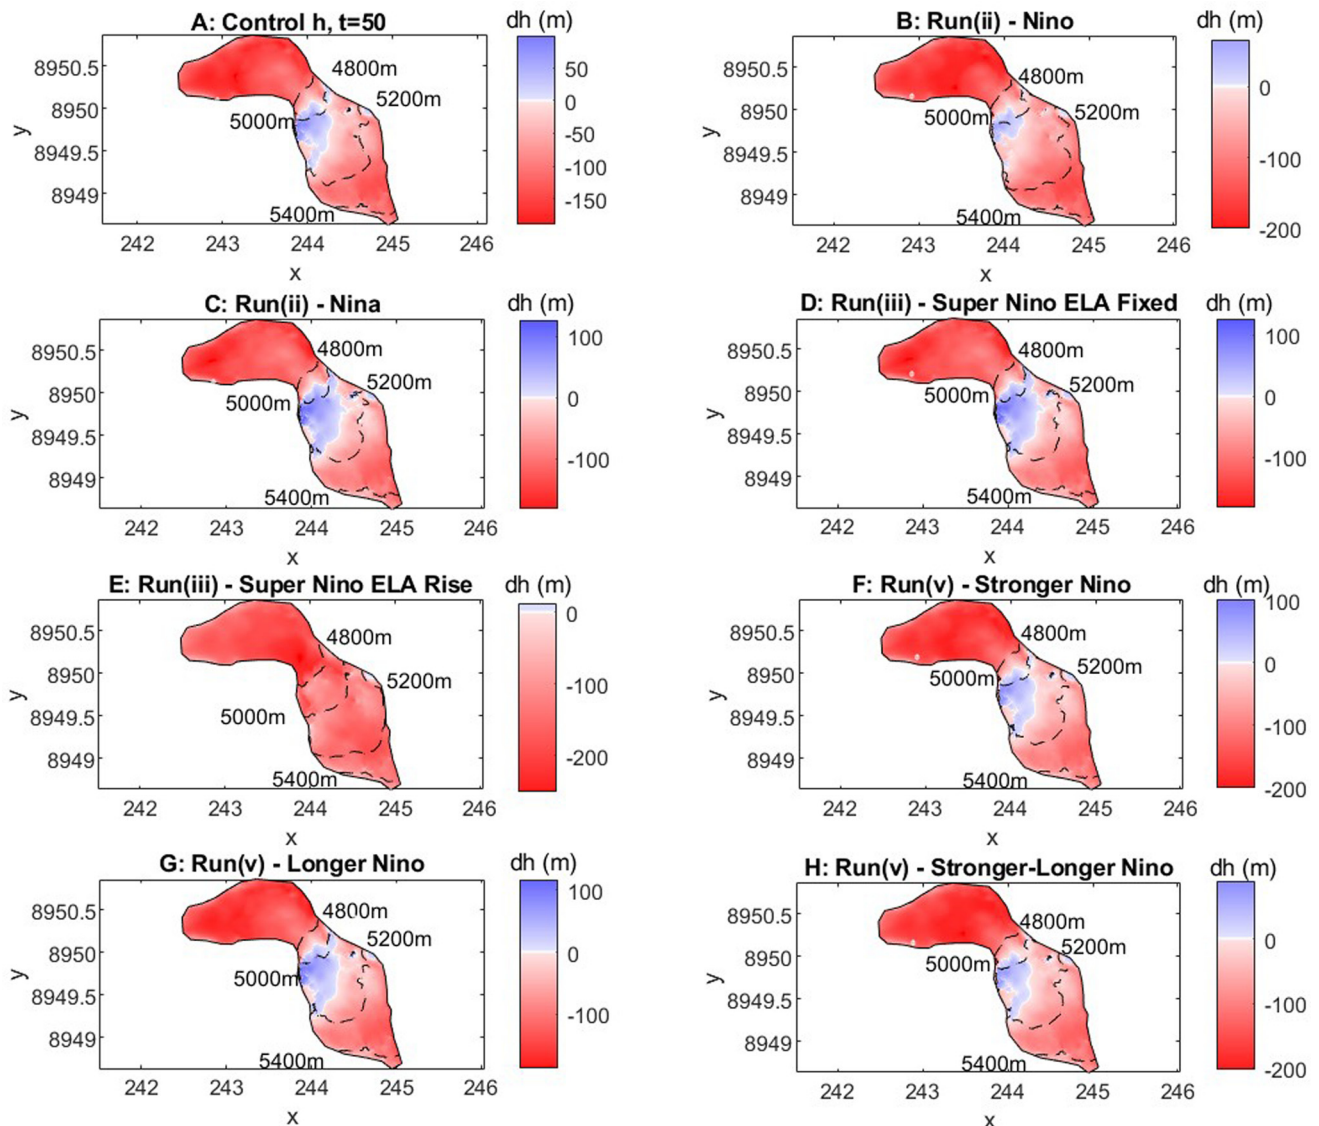 A: Control h, t=50
dh (m)
8950.5
8950
8949.5
8949
y
4800m
5200m
5000m
5400m
242
243
244
245
246
x
50
0
-50
-100
-150
B: Run(ii) - Nino
dh (m)
8950.5
8950
8949.5
8949
y
4800m
5200m
5000m
5400m
242
243
244
245
246
x
0
-100
-200
C: Run(ii) - Nina
dh (m)
8950.5
8950
8949.5
8949
y
4800m
5200m
5000m
5400m
242
243
244
245
246
x
100
0
-100
D: Run(iii) - Super Nino ELA Fixed
dh (m)
8950.5
8950
8949.5
8949
y
4800m
5200m
5000m
5400m
242
243
244
245
246
x
100
0
-100
E: Run(iii) - Super Nino ELA Rise
dh (m)
8950.5
8950
8949.5
8949
y
4800m
5200m
5000m
5400m
242
243
244
245
246
x
0
-100
-200
F: Run(v) - Stronger Nino
dh (m)
8950.5
8950
8949.5
8949
y
4800m
5200m
5000m
5400m
242
243
244
245
246
x
100
0
-100
-200
G: Run(v) - Longer Nino
dh (m)
8950.5
8950
8949.5
8949
y
4800m
5200m
5000m
5400m
242
243
244
245
246
x
100
0
-100
H: Run(v) - Stronger-Longer Nino
dh (m)
8950.5
8950
8949.5
8949
y
4800m
5200m
5000m
5400m
242
243
244
245
246
x
0
-100
-200